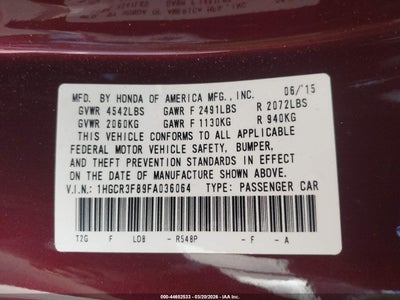 MFD. BY HONDA OF AMERICA MFG., INC. 06/15
GVWR 4542LBS GAWR F 2491LBS R 2072LBS
GVWR 2060KG GAWR F 1130KG R 940KG
THIS VEHICLE CONFORMS TO ALL APPLICABLE
FEDERAL MOTOR VEHICLE SAFETY, BUMPER,
AND THEFT PREVENTION STANDARDS IN EFFECT
ON THE DATE OF MANUFACTURE SHOWN ABOVE.
V.I.N.: 1HGCR3F89FA036064 TYPE: PASSENGER CAR
T2G F LD8 - R548P - F - A
000-44602533 - 03/20/2026 - IAA Inc.